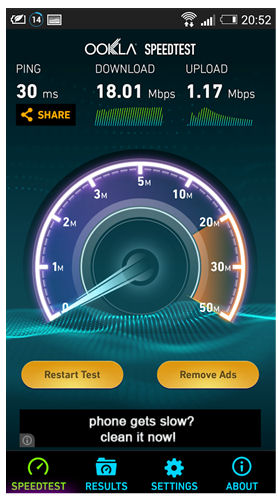 14 20:52
OOKLA SPEEDTEST
PING DOWNLOAD UPLOAD
30 ms 18.01 Mbps 1.17 Mbps
SHARE
5M
3M 10M
2M 20M
1M 30M
0 50M
Restart Test Remove Ads
phone gets slow?
clean it now!
SPEEDTEST RESULTS SETTINGS ABOUT